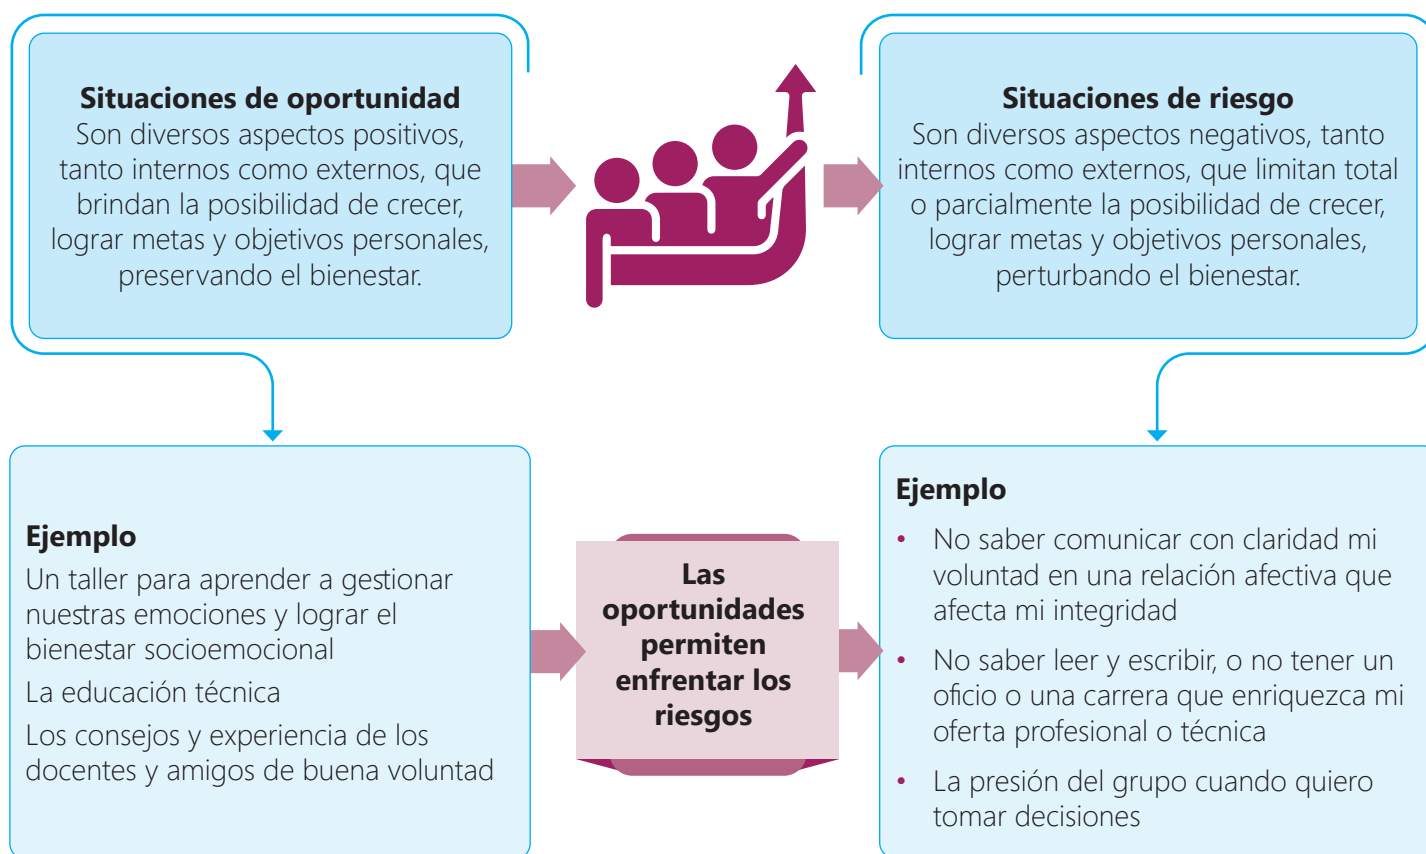 Situaciones de oportunidad
Son diversos aspectos positivos,
tanto internos como externos, que
brindan la posibilidad de crecer,
lograr metas y objetivos personales,
preservando el bienestar.
Situaciones de riesgo
Son diversos aspectos negativos, tanto
internos como externos, que limitan total
o parcialmente la posibilidad de crecer,
lograr metas y objetivos personales,
perturbando el bienestar.
Ejemplo
Un taller para aprender a gestionar
nuestras emociones y lograr el
bienestar socioemocional
La educación técnica
Los consejos y experiencia de los
docentes y amigos de buena voluntad
Las
oportunidades
permiten
enfrentar los
riesgos
Ejemplo
• No saber comunicar con claridad mi
voluntad en una relación afectiva que
afecta mi integridad
• No saber leer y escribir, o no tener un
oficio o una carrera que enriquezca mi
oferta profesional o técnica
• La presión del grupo cuando quiero
tomar decisiones